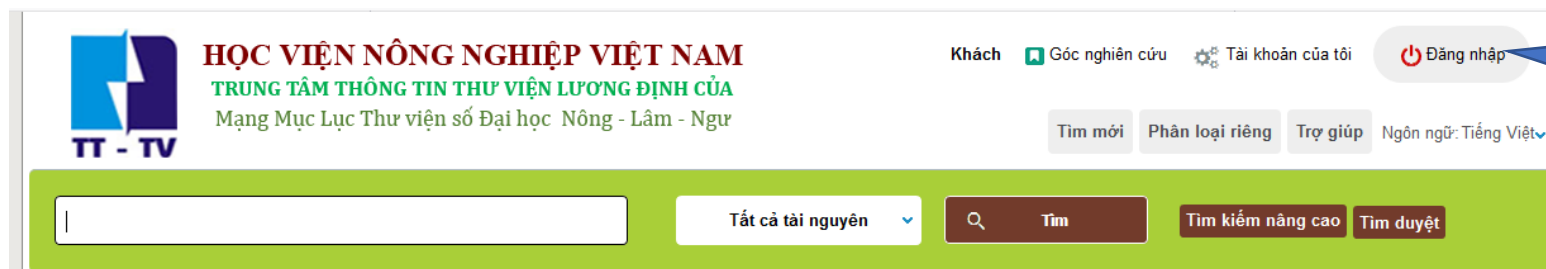 HỌC VIỆN NÔNG NGHIỆP VIỆT NAM
TRUNG TÂM THÔNG TIN THƯ VIỆN LƯƠNG ĐỊNH CỦA
Mạng Mục Lục Thư viện số Đại học Nông - Lâm - Ngư
TT - TV
Khách Góc nghiên cứu Tài khoản của tôi Đăng nhập
Tìm mới Phân loại riêng Trợ giúp Ngôn ngữ: Tiếng Việt
Tất cả tài nguyên Tìm Tìm kiếm nâng cao Tìm duyệt